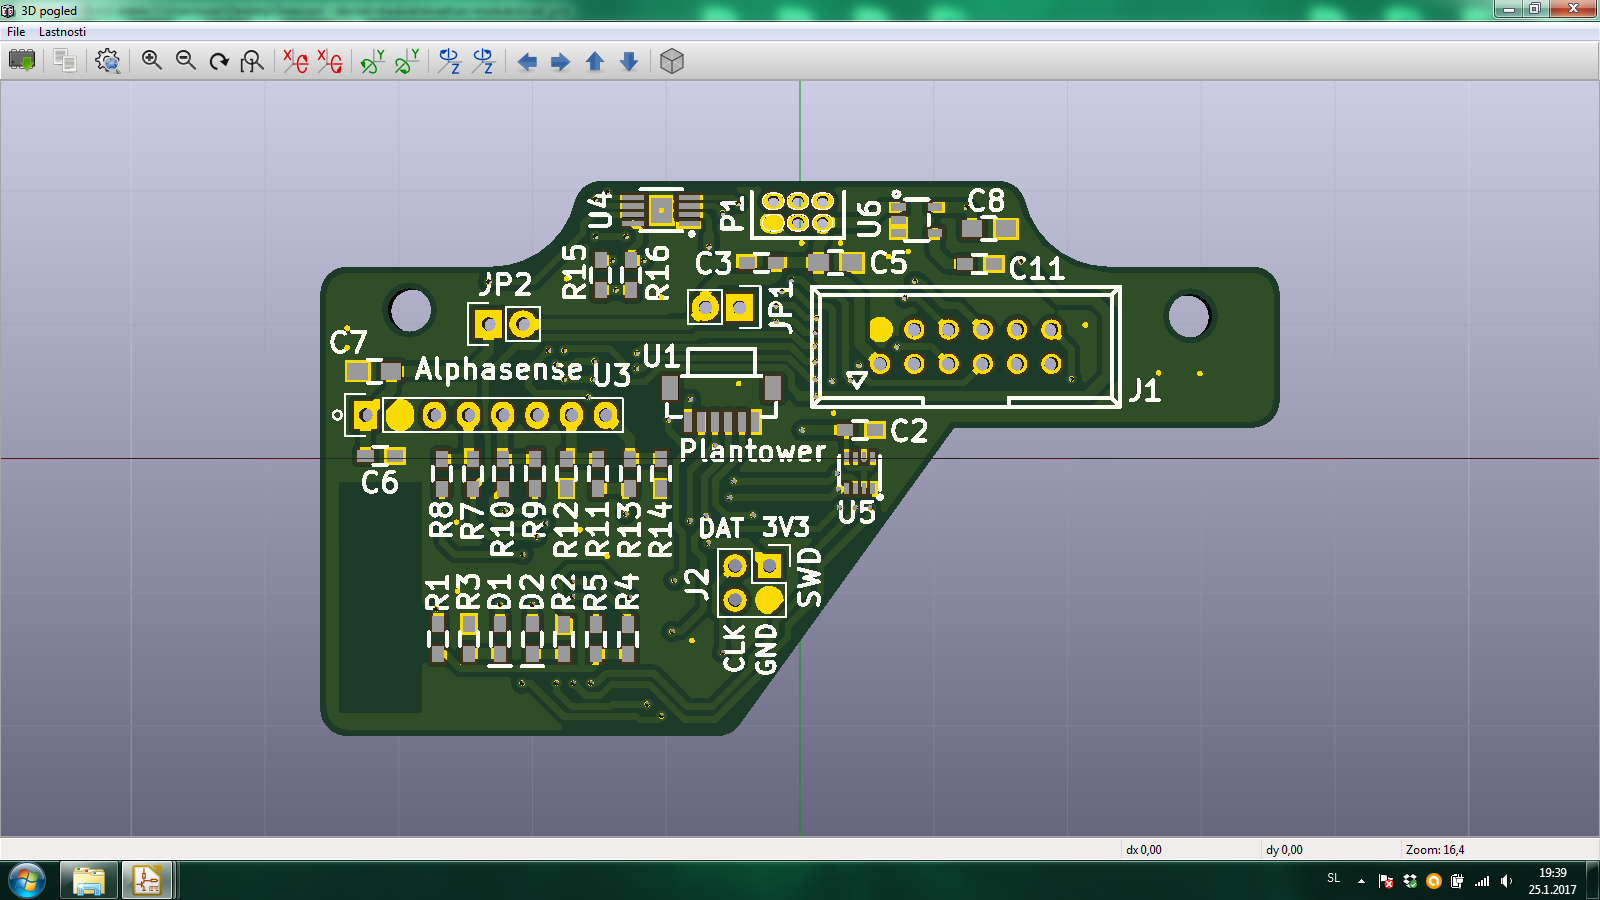 3D pogled
File Lastnosti
U4
P1
U6
C8
R15
R16
C3
C5
C11
JP2
JP1
C7
Alphasense
U3
U1
J1
Plantower
C2
C6
U5
R8
R7
R10
R9
R12
R11
R13
R14
DAT 3V3
J2
SWD
R1
R3
D1
D2
R2
R5
R4
CLK
GND
dx 0,00
dy 0,00
Zoom: 16,4
SL
19:39
25.1.2017